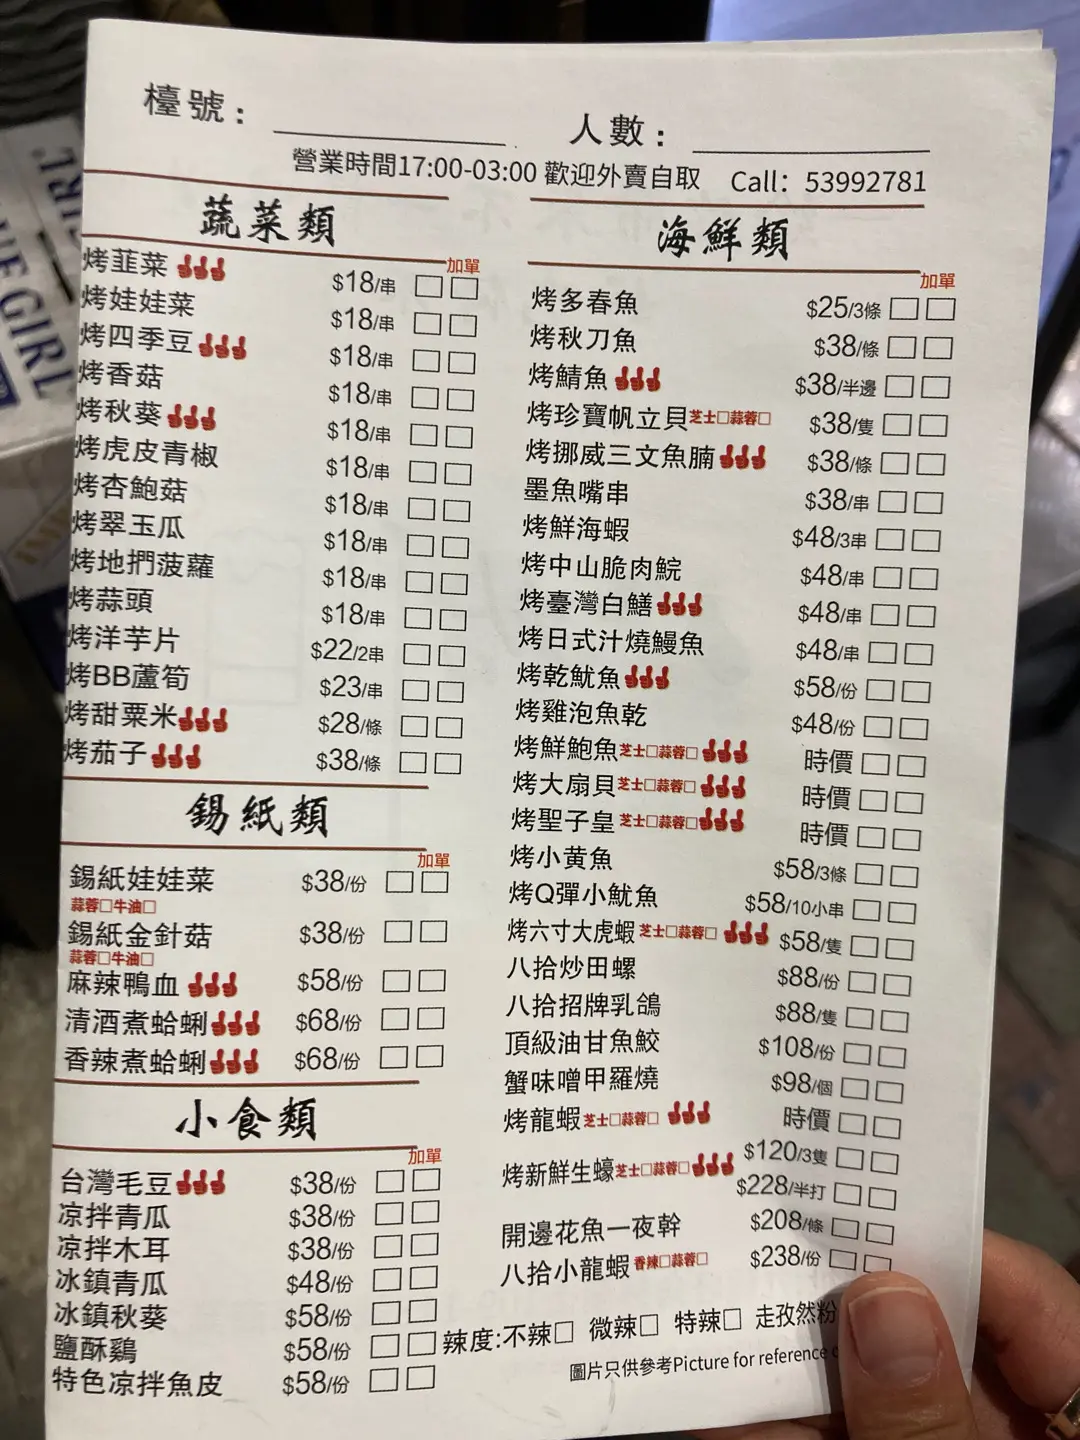 檯號：
人數：
營業時間17:00-03:00 歡迎外賣自取 Call：53992781
蔬菜類
加單
烤韮菜 $18/串
烤娃娃菜 $18/串
烤四季豆 $18/串
烤香菇 $18/串
烤秋葵 $18/串
烤虎皮青椒 $18/串
烤杏鮑菇 $18/串
烤翠玉瓜 $18/串
烤地捫菠蘿 $18/串
烤蒜頭 $18/串
烤洋芋片 $22/2串
烤BB蘆筍 $23/串
烤甜粟米 $28/條
烤茄子 $38/條
錫紙類
加單
錫紙娃娃菜 $38/份
蒜蓉□牛油□
錫紙金針菇 $38/份
蒜蓉□牛油□
麻辣鴨血 $58/份
清酒煮蛤蜊 $68/份
香辣煮蛤蜊 $68/份
小食類
加單
台灣毛豆 $38/份
凉拌青瓜 $38/份
凉拌木耳 $38/份
冰鎮青瓜 $48/份
冰鎮秋葵 $58/份
鹽酥鷄 $58/份
特色凉拌魚皮 $58/份
海鮮類
加單
烤多春魚 $25/3條
烤秋刀魚 $38/條
烤鯖魚 $38/半邊
烤珍寶帆立貝芝士□蒜蓉□ $38/隻
烤挪威三文魚腩 $38/條
墨魚嘴串 $38/串
烤鮮海蝦 $48/3串
烤中山脆肉鯇 $48/串
烤臺灣白鱔 $48/串
烤日式汁燒鰻魚 $48/串
烤乾魷魚 $58/份
烤雞泡魚乾 $48/份
烤鮮鮑魚芝士□蒜蓉□ 時價
烤大扇貝芝士□蒜蓉□ 時價
烤聖子皇芝士□蒜蓉□ 時價
烤小黄魚 $58/3條
烤Q彈小魷魚 $58/10小串
烤六寸大虎蝦芝士□蒜蓉□ $58/隻
八拾炒田螺 $88/份
八拾招牌乳鴿 $88/隻
頂級油甘魚鮫 $108/份
蟹味噌甲羅燒 $98/個
烤龍蝦芝士□蒜蓉□ 時價
烤新鮮生蠔芝士□蒜蓉□ $120/3隻
$228/半打
開邊花魚一夜幹 $208/條
八拾小龍蝦香辣□蒜蓉□ $238/份
辣度:不辣□ 微辣□ 特辣□ 走孜然粉
圖片只供參考Picture for reference